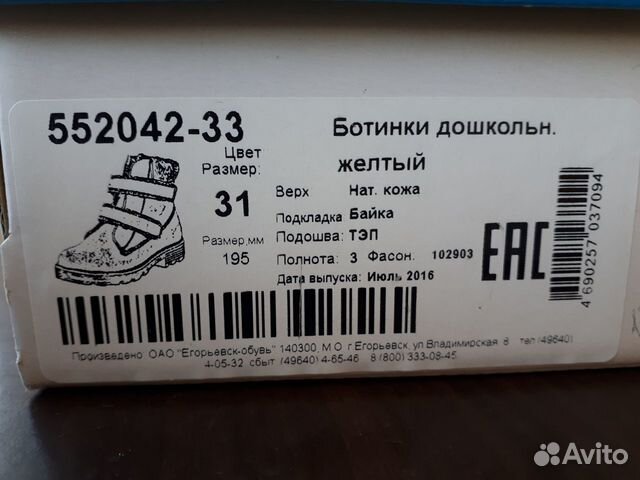 552042-33 Ботинки дошкольн.
Цвет желтый
Размер:
31
Верх Нат. кожа
Подкладка Байка
Размер,мм
195
Подошва: ТЭП
Полнота: 3 Фасон. 102903
Дата выпуска: Июль 2016
EAC
4 690257 037094
Произведено ОАО "Егорьевск-обувь" 140300, М.О. г.Егорьевск, ул.Владимирская 8 тел (49640)
4-05-32 сбыт (49640) 4-65-46 8 (800) 333-08-45
Avito